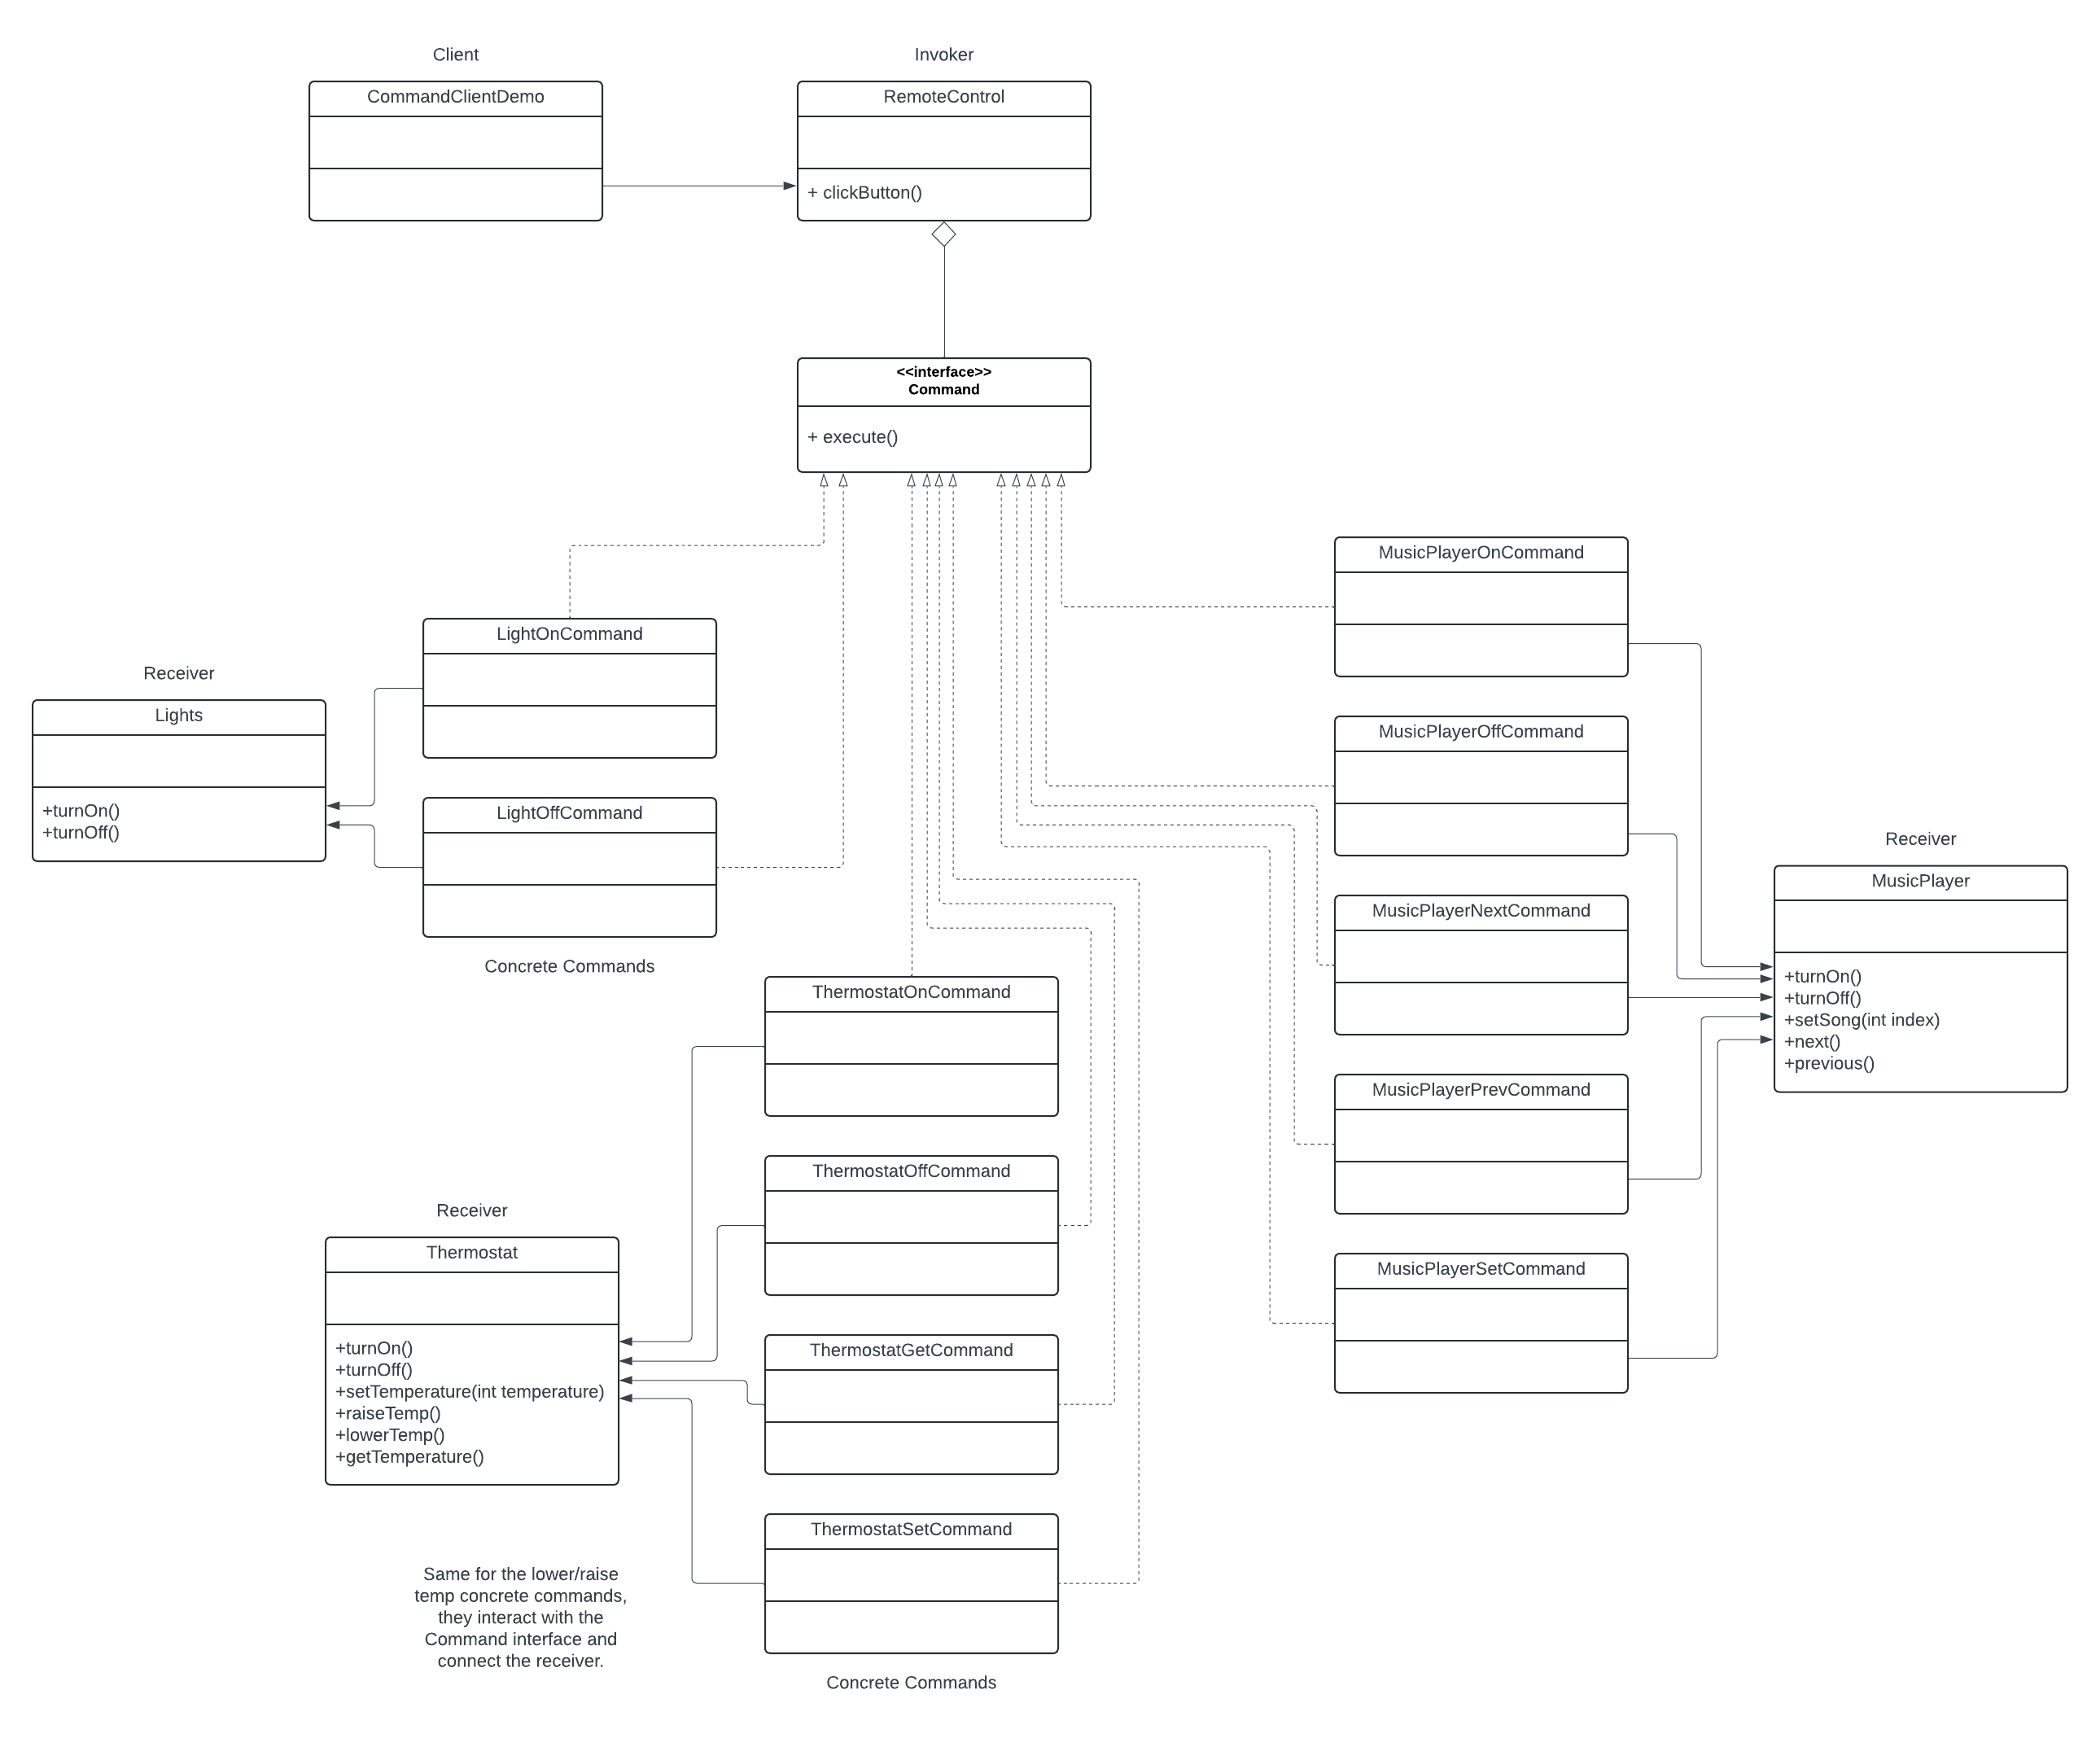 Client
CommandClientDemo
Invoker
RemoteControl
+ clickButton()
<<interface>>
Command
+ execute()
LightOnCommand
LightOffCommand
Concrete Commands
Receiver
Lights
+turnOn()
+turnOff()
ThermostatOnCommand
ThermostatOffCommand
ThermostatGetCommand
ThermostatSetCommand
Concrete Commands
Receiver
Thermostat
+turnOn()
+turnOff()
+setTemperature(int temperature)
+raiseTemp()
+lowerTemp()
+getTemperature()
Same for the lower/raise
temp concrete commands,
they interact with the
Command interface and
connect the receiver.
MusicPlayerOnCommand
MusicPlayerOffCommand
MusicPlayerNextCommand
MusicPlayerPrevCommand
MusicPlayerSetCommand
Receiver
MusicPlayer
+turnOn()
+turnOff()
+setSong(int index)
+next()
+previous()